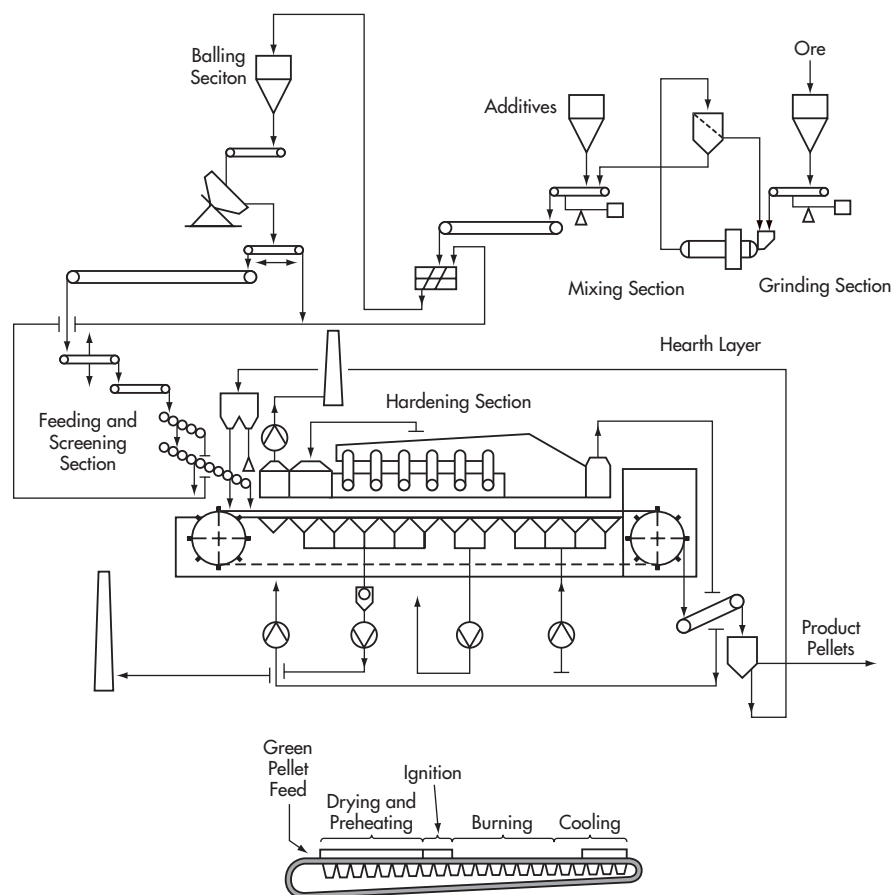 Balling
Seciton
Ore
Additives
Mixing Section
Grinding Section
Hearth Layer
Hardening Section
Feeding and
Screening
Section
Product
Pellets
Green
Pellet
Feed
Ignition
Drying and
Preheating
Burning
Cooling